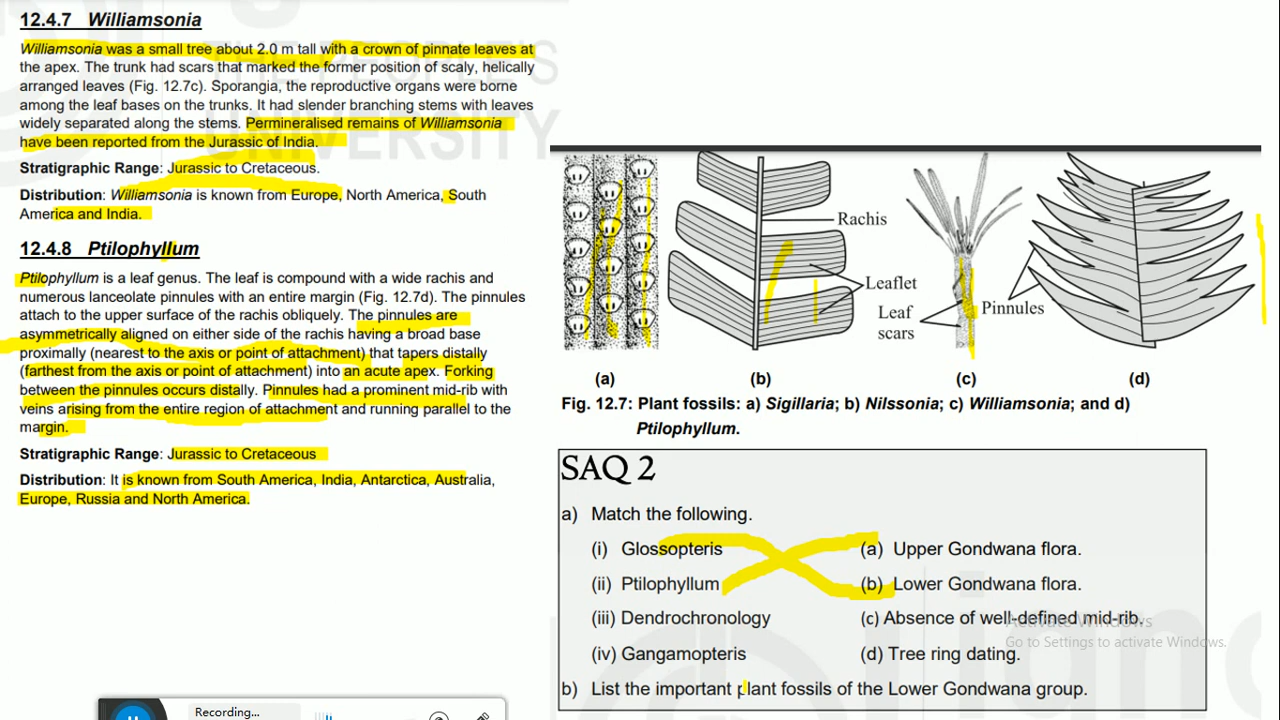 12.4.7 Williamsonia
Williamsonia was a small tree about 2.0 m tall with a crown of pinnate leaves at
the apex. The trunk had scars that marked the former position of scaly, helically
arranged leaves (Fig. 12.7c). Sporangia, the reproductive organs were borne
among the leaf bases on the trunks. It had slender branching stems with leaves
widely separated along the stems. Permineralised remains of Williamsonia
have been reported from the Jurassic of India.
Stratigraphic Range: Jurassic to Cretaceous.
Distribution: Williamsonia is known from Europe, North America, South
America and India.
12.4.8 Ptilophyllum
Ptilophyllum is a leaf genus. The leaf is compound with a wide rachis and
numerous lanceolate pinnules with an entire margin (Fig. 12.7d). The pinnules
attach to the upper surface of the rachis obliquely. The pinnules are
asymmetrically aligned on either side of the rachis having a broad base
proximally (nearest to the axis or point of attachment) that tapers distally
(farthest from the axis or point of attachment) into an acute apex. Forking
between the pinnules occurs distally. Pinnules had a prominent mid-rib with
veins arising from the entire region of attachment and running parallel to the
margin.
Stratigraphic Range: Jurassic to Cretaceous
Distribution: It is known from South America, India, Antarctica, Australia,
Europe, Russia and North America.
THE PEOPLE'S
UNIVERSITY
Recording...
Rachis
Leaflet
Leaf
scars
Pinnules
(a) (b) (c) (d)
Fig. 12.7: Plant fossils: a) Sigillaria; b) Nilssonia; c) Williamsonia; and d)
Ptilophyllum.
SAQ 2
a) Match the following.
(i) Glossopteris (a) Upper Gondwana flora.
(ii) Ptilophyllum (b) Lower Gondwana flora.
(iii) Dendrochronology (c) Absence of well-defined mid-rib.
(iv) Gangamopteris (d) Tree ring dating.
b) List the important plant fossils of the Lower Gondwana group.
Activate Windows
Go to Settings to activate Windows.